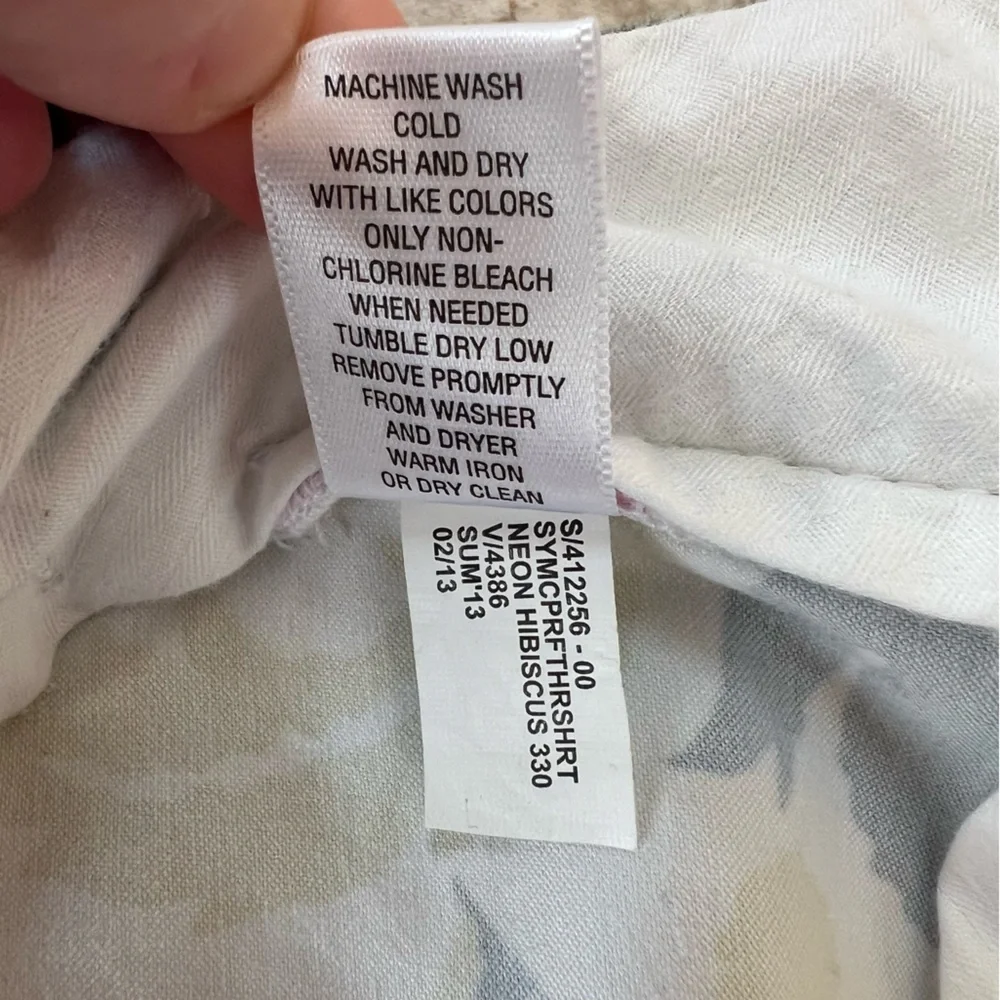 MACHINE WASH
COLD
WASH AND DRY
WITH LIKE COLORS
ONLY NON-
CHLORINE BLEACH
WHEN NEEDED
TUMBLE DRY LOW
REMOVE PROMPTLY
FROM WASHER
AND DRYER
WARM IRON
OR DRY CLEAN
S/412256 - 00
SYMCPRFTHRSHRT
NEON HIBISCUS 330
V/4386
SUM'13
02/13